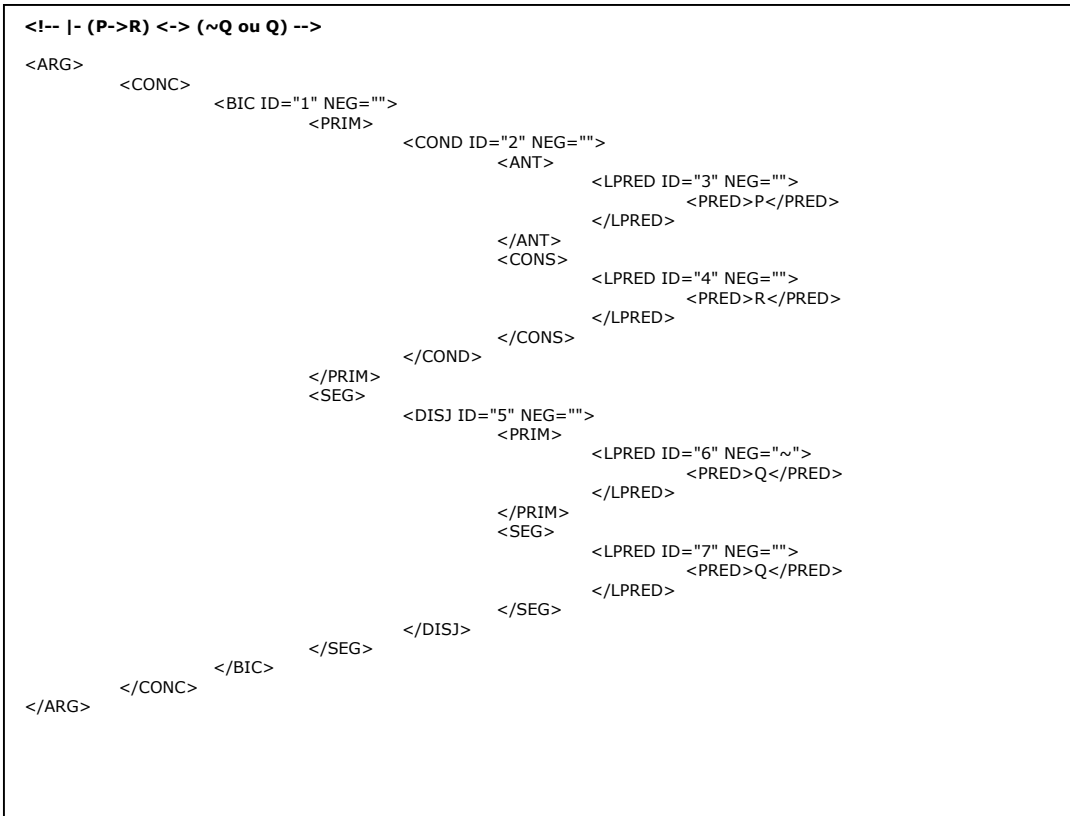 <!-- |- (P->R) <-> (~Q ou Q) -->
<ARG>
<CONC>
<BIC ID="1" NEG="">
<PRIM>
<COND ID="2" NEG="">
<ANT>
<LPRED ID="3" NEG="">
<PRED>P</PRED>
</LPRED>
</ANT>
<CONS>
<LPRED ID="4" NEG="">
<PRED>R</PRED>
</LPRED>
</CONS>
</COND>
</PRIM>
<SEG>
<DISJ ID="5" NEG="">
<PRIM>
<LPRED ID="6" NEG="~">
<PRED>Q</PRED>
</LPRED>
</PRIM>
<SEG>
<LPRED ID="7" NEG="">
<PRED>Q</PRED>
</LPRED>
</SEG>
</DISJ>
</SEG>
</BIC>
</CONC>
</ARG>